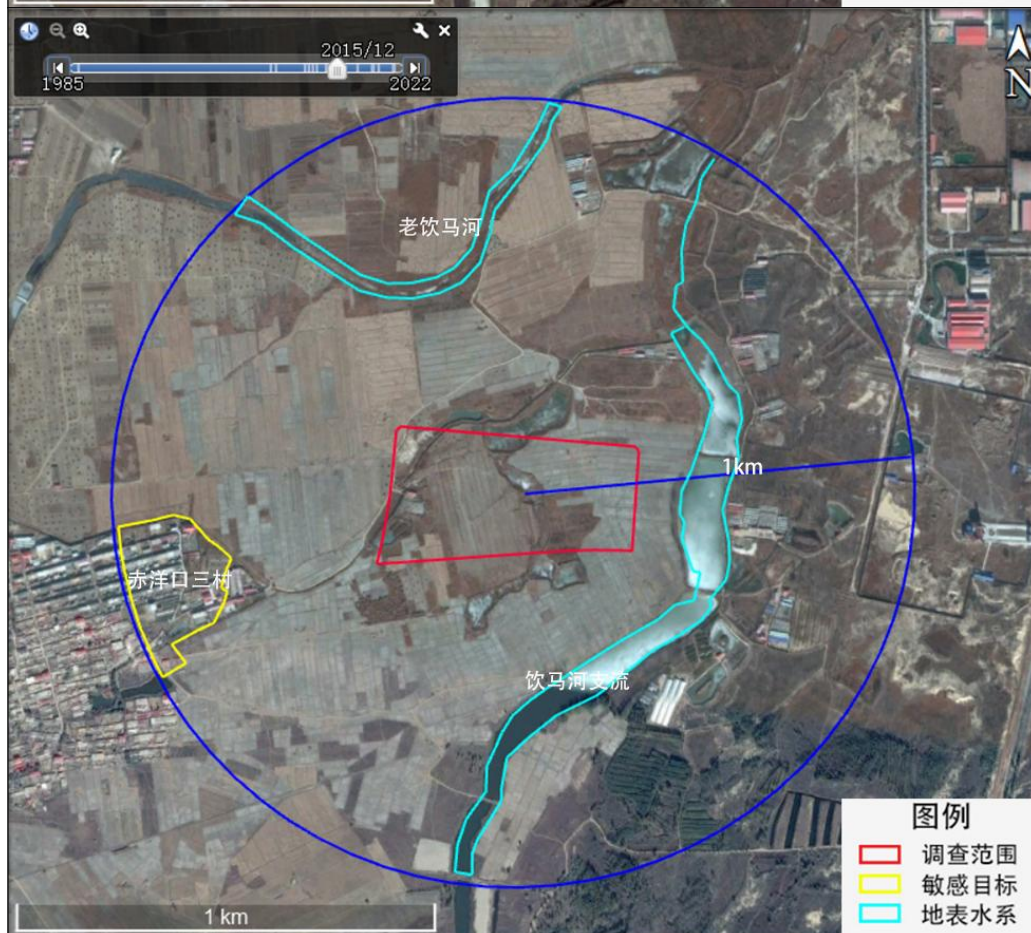 2015/12
1985
2022
N
老饮马河
1km
赤洋口三村
饮马河支流
图例
调查范围
敏感目标
地表水系
1 km